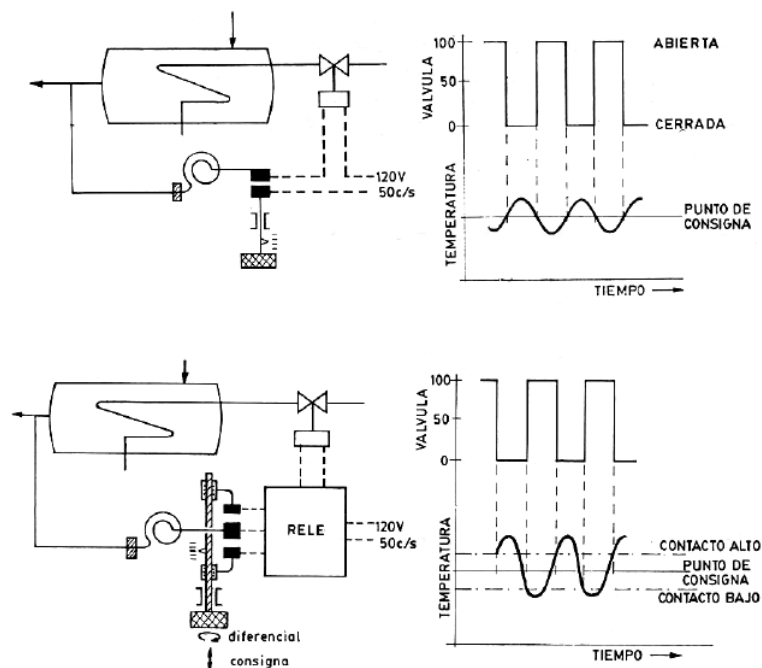 120V
50c/s
VALVULA
100
50
0
ABIERTA
CERRADA
TEMPERATURA
PUNTO DE
CONSIGNA
TIEMPO
RELE
120V
50c/s
diferencial
consigna
VALVULA
100
50
0
TEMPERATURA
CONTACTO ALTO
PUNTO DE
CONSIGNA
CONTACTO BAJO
TIEMPO